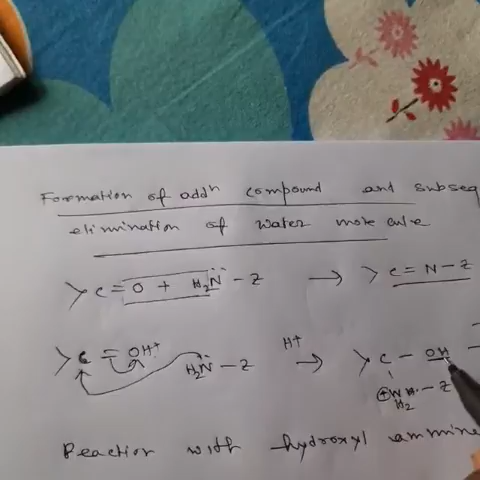 Formation of addⁿ compound and subseq
elimination of water molecule
>C = O + H₂N̈ - Z → >C = N - Z
>C = OH⁺ H₂N̈ - Z H⁺ → >C - OH
H₂ - Z
Reaction with hydroxyl ammine